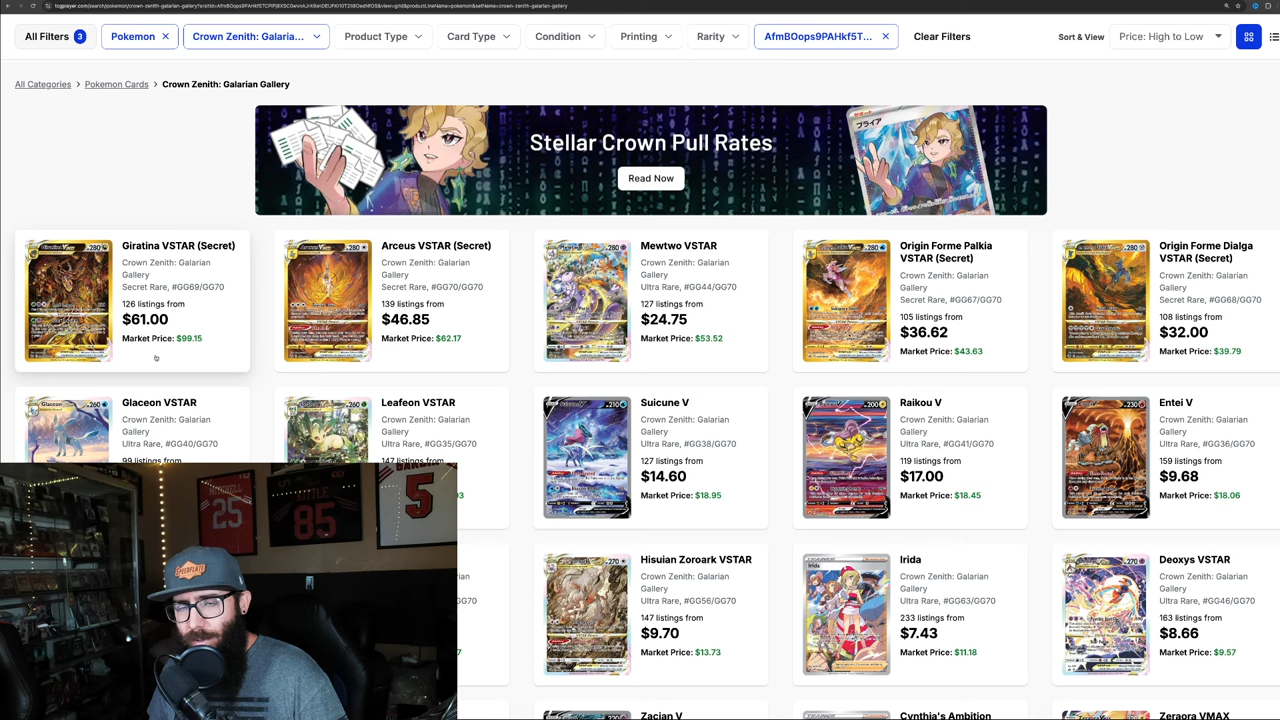 All Filters 3
Pokemon
Crown Zenith: Galaria...
Product Type
Card Type
Condition
Printing
Rarity
AfmBOops9PAHkf5T...
Clear Filters
Sort & View
Price: High to Low
All Categories > Pokemon Cards > Crown Zenith: Galarian Gallery
Stellar Crown Pull Rates
Read Now
Giratina VSTAR (Secret)
Crown Zenith: Galarian
Gallery
Secret Rare, #GG69/GG70
126 listings from
$61.00
Market Price: $99.15
Arceus VSTAR (Secret)
Crown Zenith: Galarian
Gallery
Secret Rare, #GG70/GG70
139 listings from
$46.85
Market Price: $62.17
Mewtwo VSTAR
Crown Zenith: Galarian
Gallery
Ultra Rare, #GG44/GG70
127 listings from
$24.75
Market Price: $53.52
Origin Forme Palkia
VSTAR (Secret)
Crown Zenith: Galarian
Gallery
Secret Rare, #GG67/GG70
105 listings from
$36.62
Market Price: $43.63
Origin Forme Dialga
VSTAR (Secret)
Crown Zenith: Galarian
Gallery
Secret Rare, #GG68/GG70
108 listings from
$32.00
Market Price: $39.79
Glaceon VSTAR
Crown Zenith: Galarian
Gallery
Ultra Rare, #GG40/GG70
99 listings from
Leafeon VSTAR
Crown Zenith: Galarian
Gallery
Ultra Rare, #GG35/GG70
147 listings from
Suicune V
Crown Zenith: Galarian
Gallery
Ultra Rare, #GG38/GG70
127 listings from
$14.60
Market Price: $18.95
Raikou V
Crown Zenith: Galarian
Gallery
Ultra Rare, #GG41/GG70
119 listings from
$17.00
Market Price: $18.45
Entei V
Crown Zenith: Galarian
Gallery
Ultra Rare, #GG36/GG70
159 listings from
$9.68
Market Price: $18.06
Hisuian Zoroark VSTAR
Crown Zenith: Galarian
Gallery
Ultra Rare, #GG56/GG70
147 listings from
$9.70
Market Price: $13.73
Irida
Crown Zenith: Galarian
Gallery
Ultra Rare, #GG63/GG70
233 listings from
$7.43
Market Price: $11.18
Deoxys VSTAR
Crown Zenith: Galarian
Gallery
Ultra Rare, #GG46/GG70
163 listings from
$8.66
Market Price: $9.57
Zacian V
Cynthia's Ambition
Zeraora VMAX
25
85
5